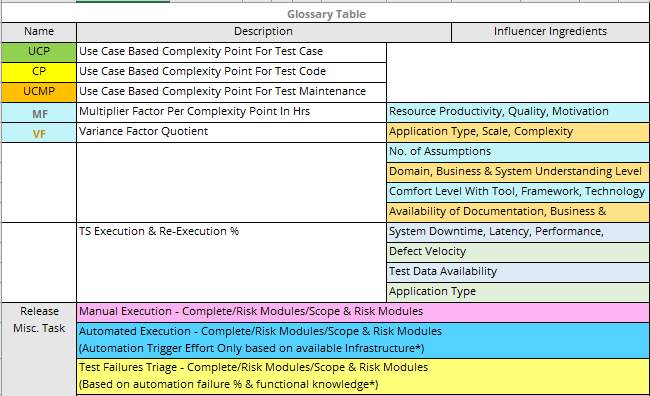 Glossary Table
Name Description Influencer Ingredients
UCP Use Case Based Complexity Point For Test Case
CP Use Case Based Complexity Point For Test Code
UCMP Use Case Based Complexity Point For Test Maintenance
MF Multiplier Factor Per Complexity Point In Hrs Resource Productivity, Quality, Motivation
VF Variance Factor Quotient Application Type, Scale, Complexity
No. of Assumptions
Domain, Business & System Understanding Level
Comfort Level With Tool, Framework, Technology
Availability of Documentation, Business &
TS Execution & Re-Execution % System Downtime, Latency, Performance,
Defect Velocity
Test Data Availability
Application Type
Release Manual Execution - Complete/Risk Modules/Scope & Risk Modules
Misc. Task Automated Execution - Complete/Risk Modules/Scope & Risk Modules
(Automation Trigger Effort Only based on available Infrastructure*)
Test Failures Triage - Complete/Risk Modules/Scope & Risk Modules
(Based on automation failure % & functional knowledge*)